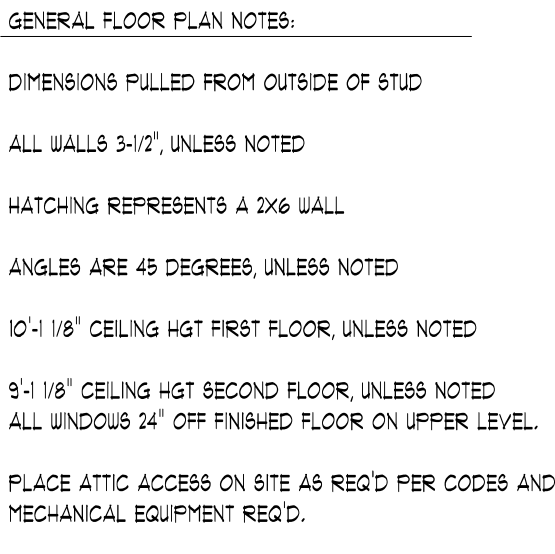 GENERAL FLOOR PLAN NOTES:
DIMENSIONS PULLED FROM OUTSIDE OF STUD
ALL WALLS 3-1/2", UNLESS NOTED
HATCHING REPRESENTS A 2X6 WALL
ANGLES ARE 45 DEGREES, UNLESS NOTED
10'-1 1/8" CEILING HGT FIRST FLOOR, UNLESS NOTED
9'-1 1/8" CEILING HGT SECOND FLOOR, UNLESS NOTED
ALL WINDOWS 24" OFF FINISHED FLOOR ON UPPER LEVEL.
PLACE ATTIC ACCESS ON SITE AS REQ'D PER CODES AND
MECHANICAL EQUIPMENT REQ'D.